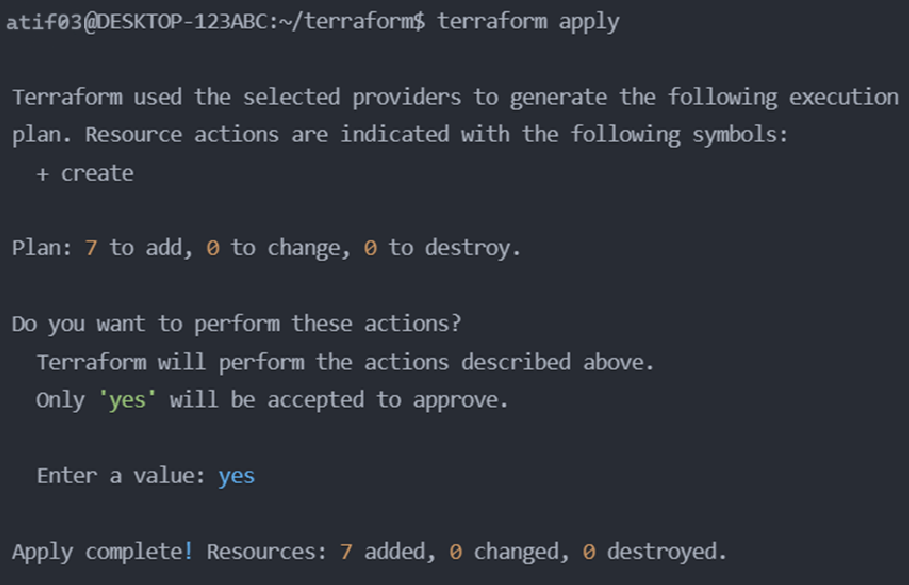 atif03@DESKTOP-123ABC:~/terraform$ terraform apply
Terraform used the selected providers to generate the following execution
plan. Resource actions are indicated with the following symbols:
+ create
Plan: 7 to add, 0 to change, 0 to destroy.
Do you want to perform these actions?
Terraform will perform the actions described above.
Only 'yes' will be accepted to approve.
Enter a value: yes
Apply complete! Resources: 7 added, 0 changed, 0 destroyed.